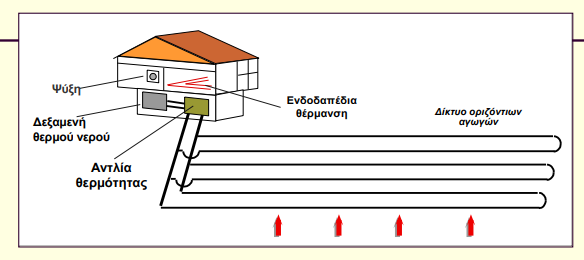 Ψύξη
Δεξαμενή
θερμού νερού
Αντλία
θερμότητας
Ενδοδαπέδια
θέρμανση
Δίκτυο οριζόντιων
αγωγών